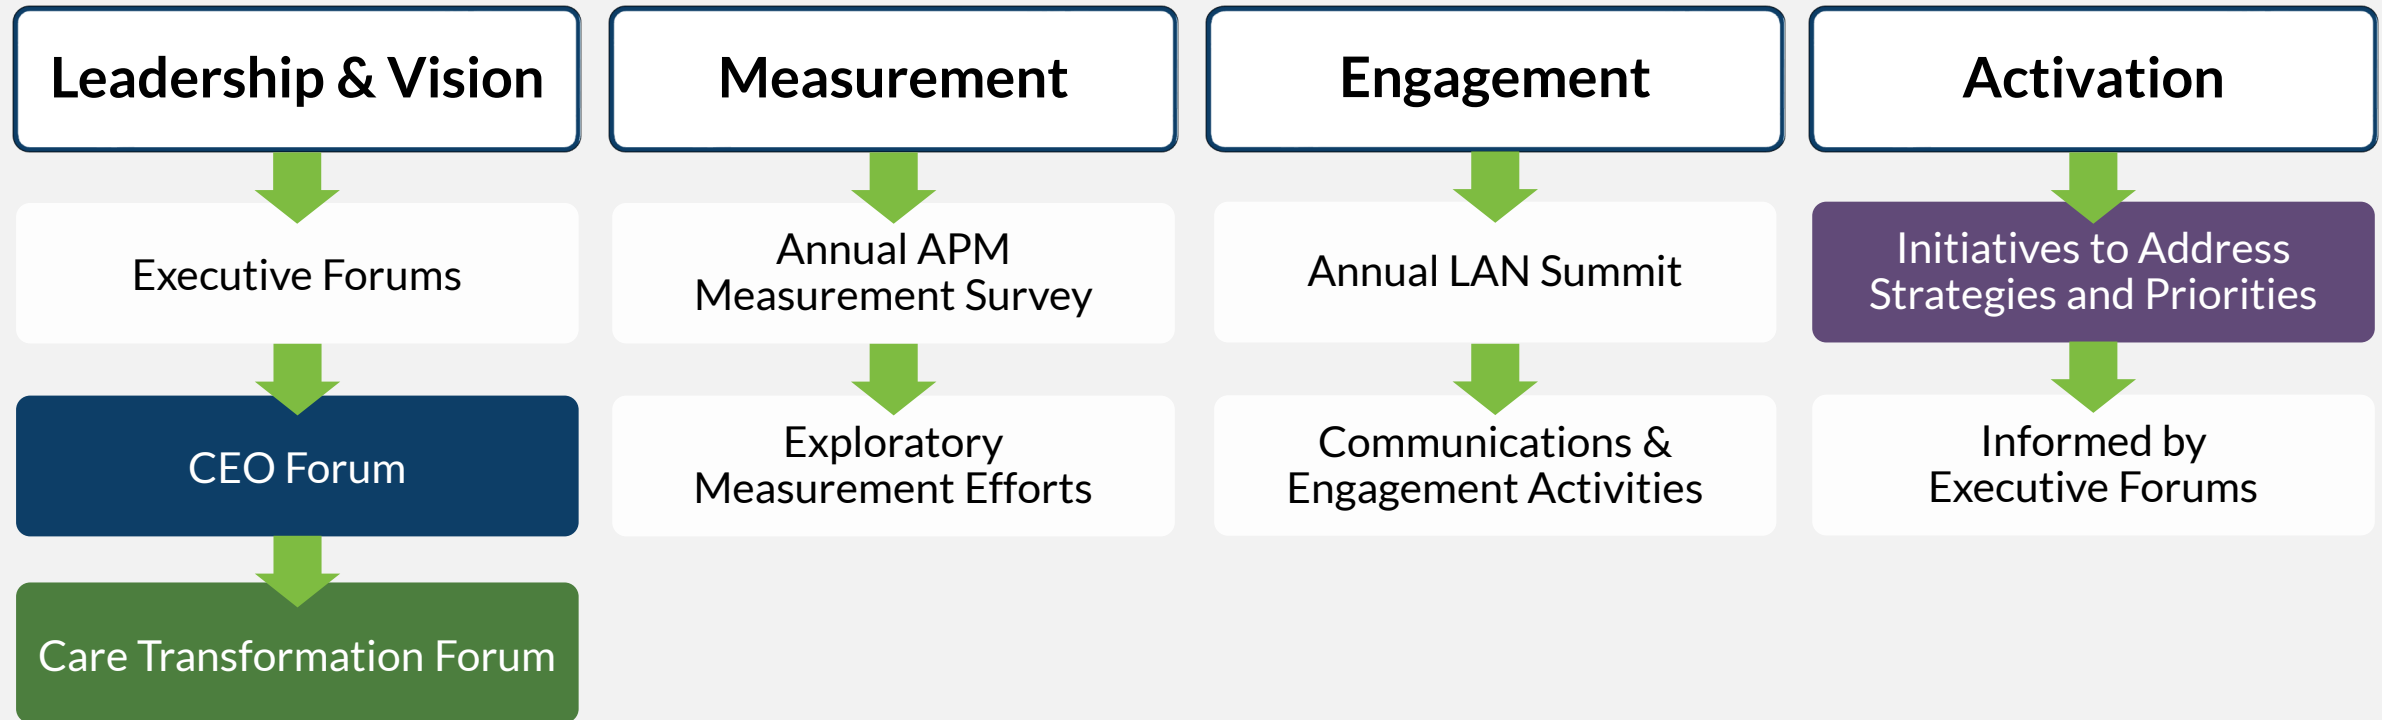 Leadership & Vision
Executive Forums
CEO Forum
Care Transformation Forum
Measurement
Annual APM
Measurement Survey
Exploratory
Measurement Efforts
Engagement
Annual LAN Summit
Communications &
Engagement Activities
Activation
Initiatives to Address
Strategies and Priorities
Informed by
Executive Forums